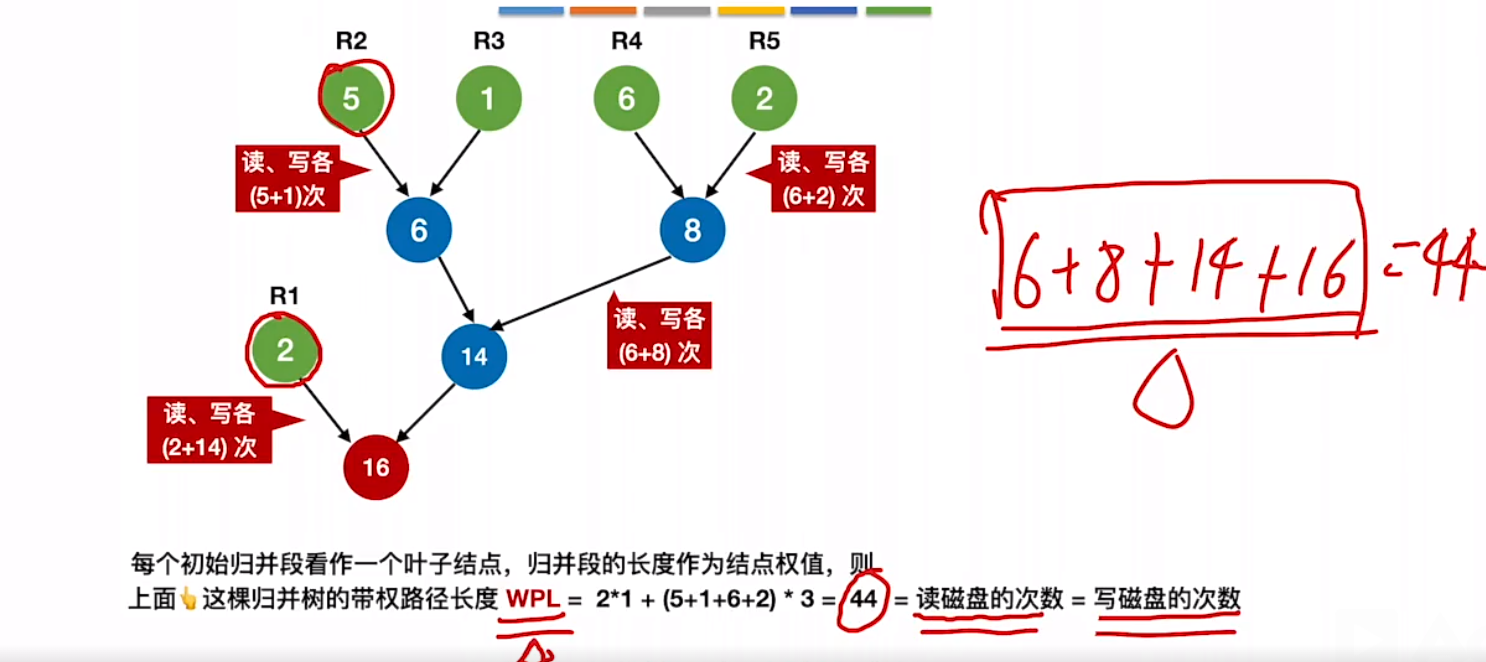 R2 R3 R4 R5
5 1 6 2
读、写各
(5+1)次
读、写各
(6+2) 次
6 8
6+8+14+16=44
R1
读、写各
(6+8) 次
2 14
读、写各
(2+14) 次
16
每个初始归并段看作一个叶子结点，归并段的长度作为结点权值，则
上面👆这棵归并树的带权路径长度 WPL = 2*1 + (5+1+6+2) * 3 = 44 = 读磁盘的次数 = 写磁盘的次数